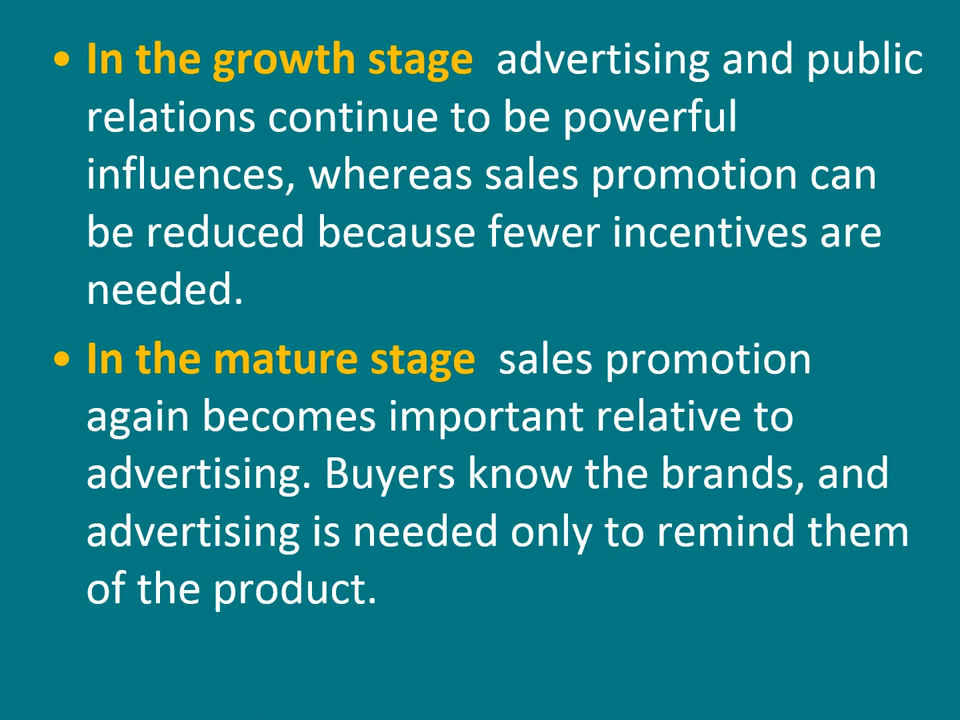 • In the growth stage advertising and public
relations continue to be powerful
influences, whereas sales promotion can
be reduced because fewer incentives are
needed.
• In the mature stage sales promotion
again becomes important relative to
advertising. Buyers know the brands, and
advertising is needed only to remind them
of the product.